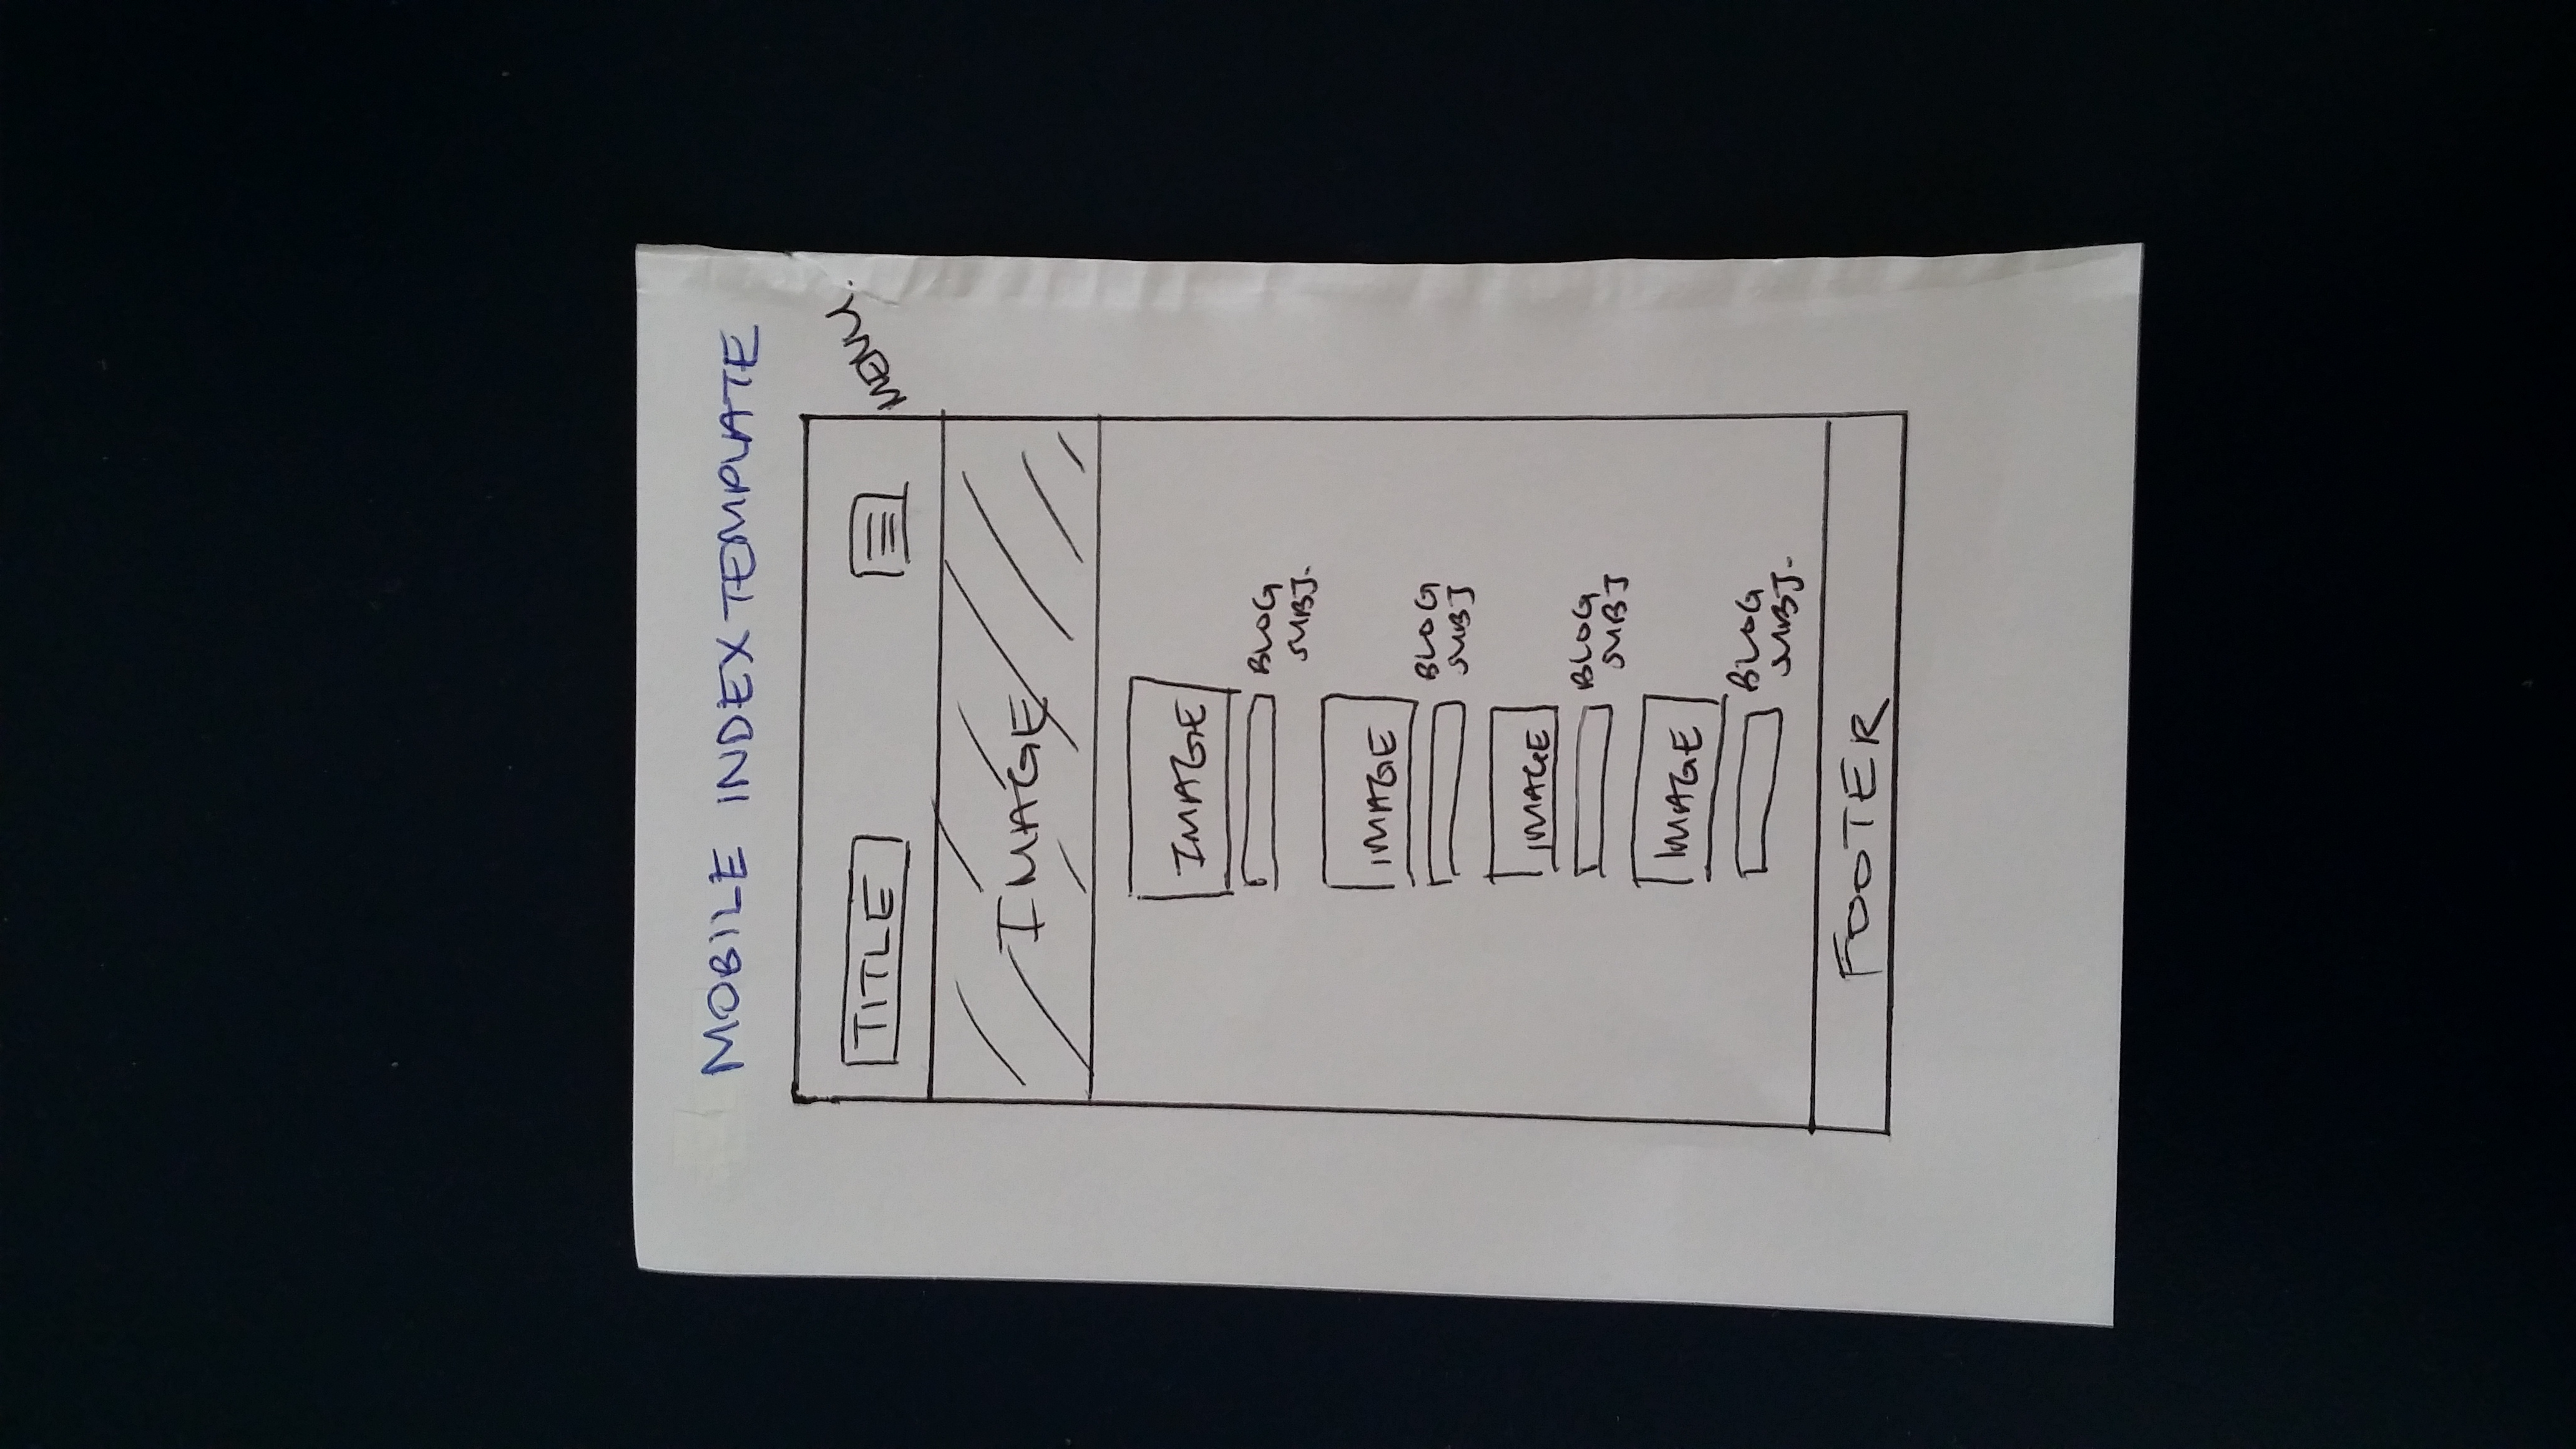 MOBILE INDEX TEMPLATE
TITLE
MENU.
IMAGE
IMAGE
BLOG
SUBJ.
IMAGE
BLOG
SUBJ
IMAGE
BLOG
SUBJ
IMAGE
BLOG
SUBJ.
FOOTER